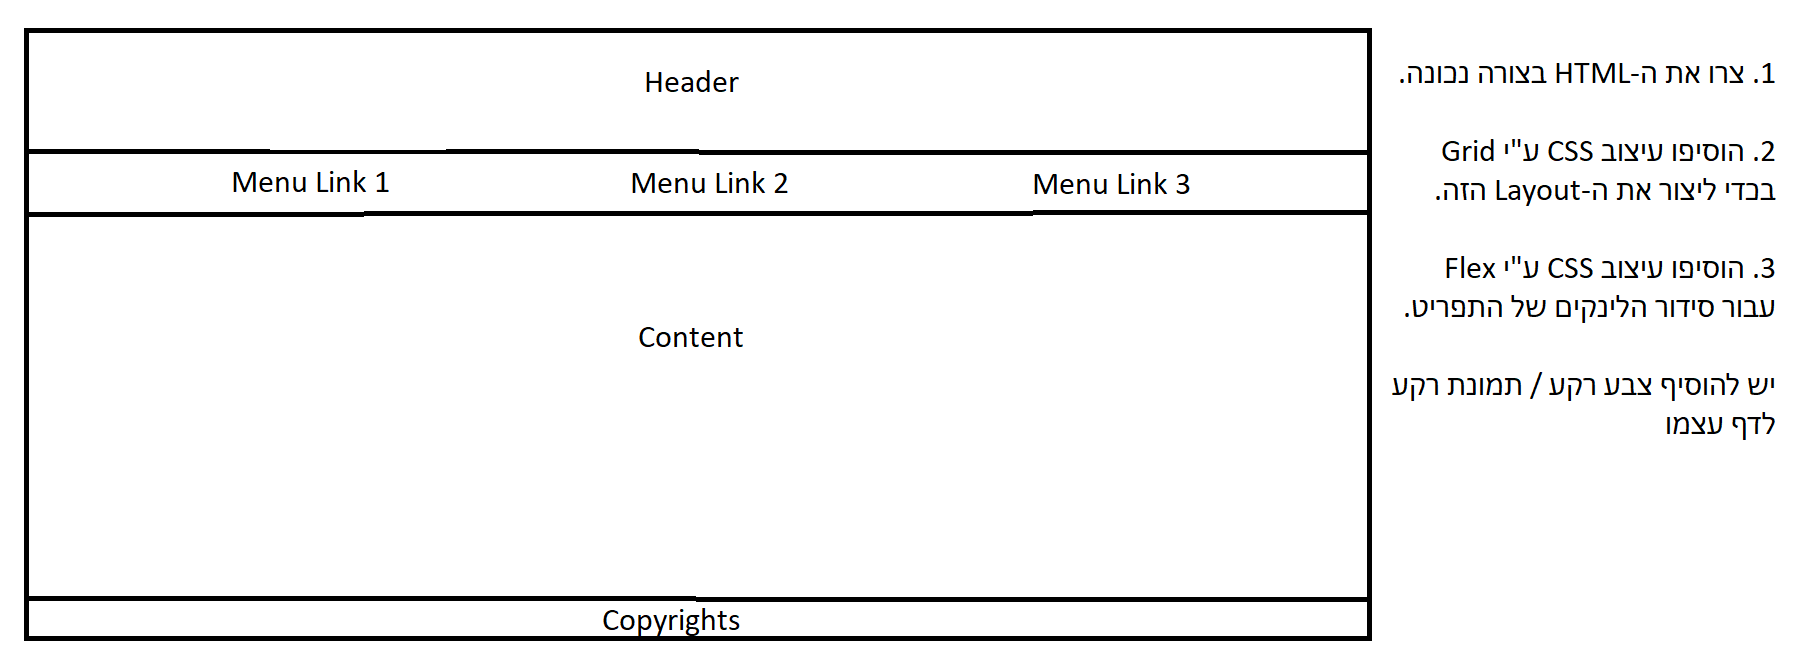 Header
Menu Link 1 Menu Link 2 Menu Link 3
Content
Copyrights
1. צרו את ה-HTML בצורה נכונה.
2. הוסיפו עיצוב CSS ע"י Grid
בכדי ליצור את ה-Layout הזה.
3. הוסיפו עיצוב CSS ע"י Flex
עבור סידור הלינקים של התפריט.
יש להוסיף צבע רקע / תמונת רקע
לדף עצמו